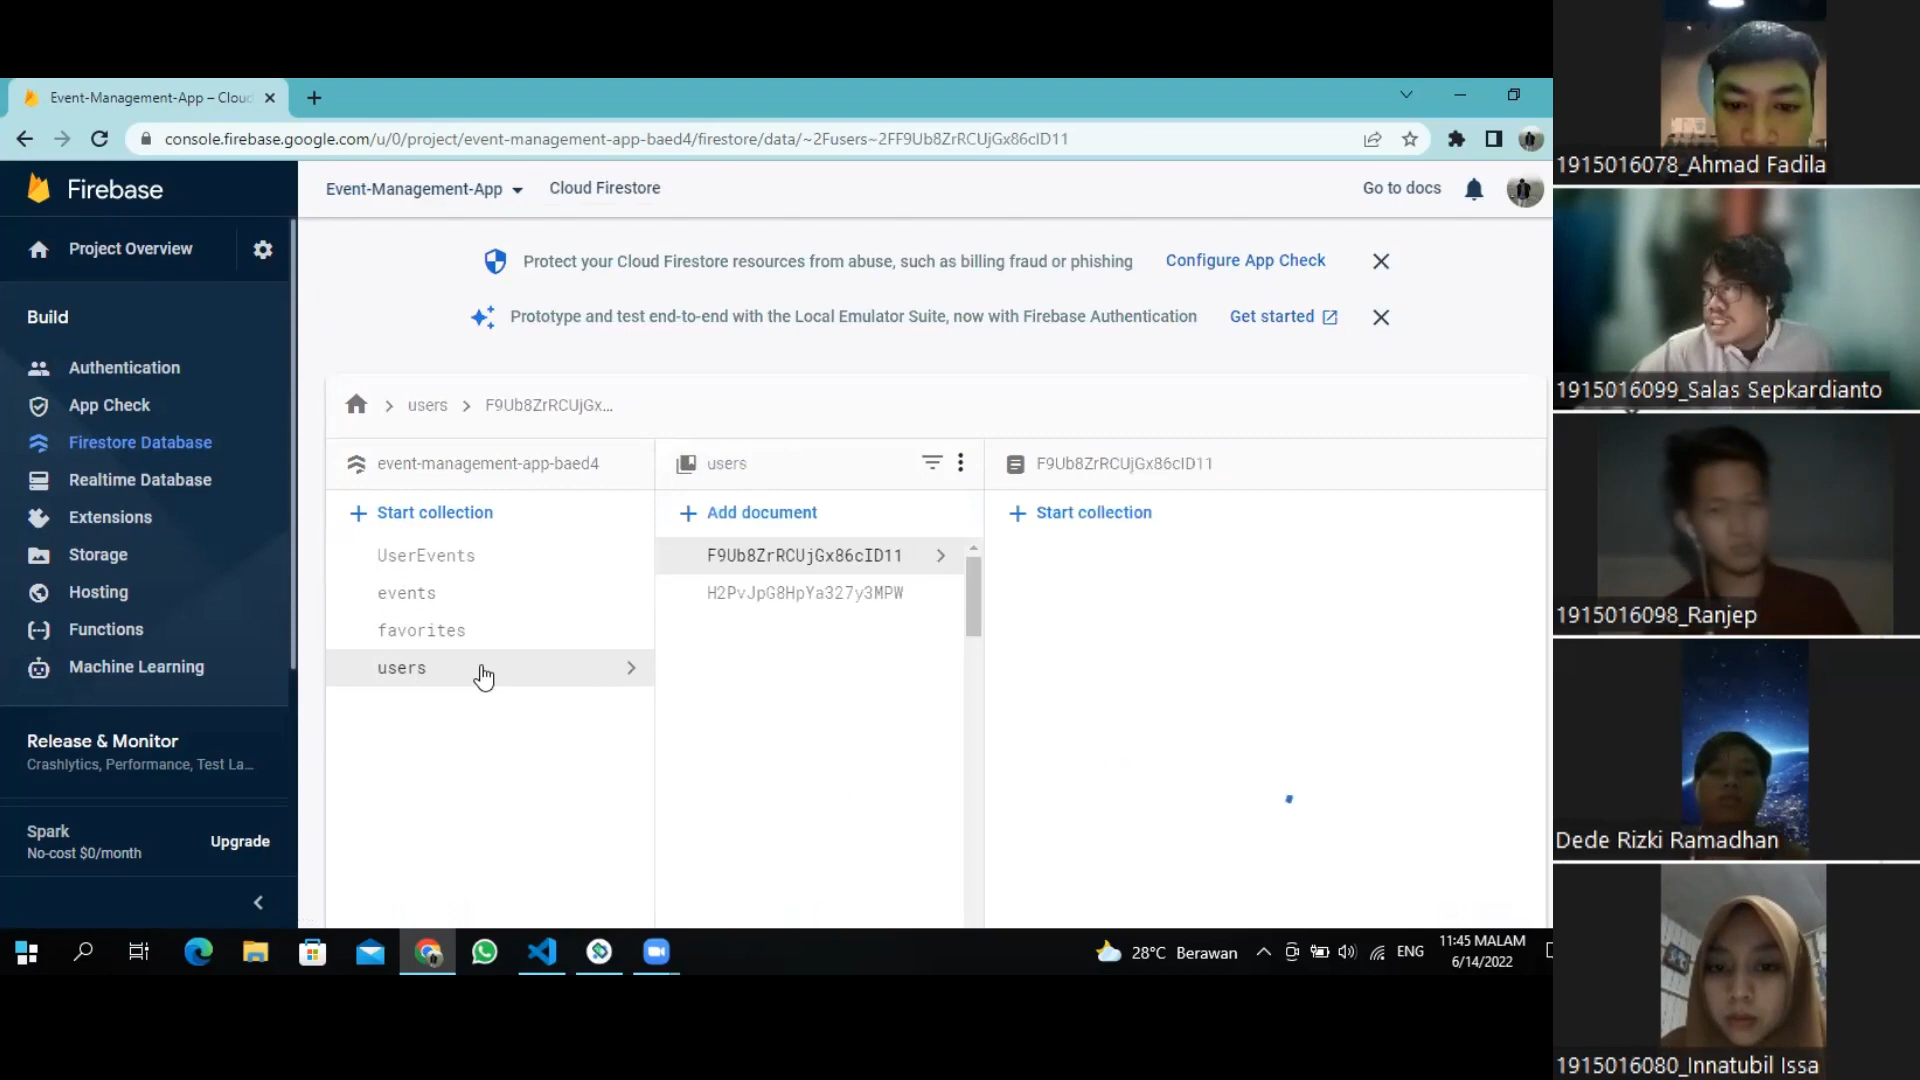 Event-Management-App – Clou
console.firebase.google.com/u/0/project/event-management-app-baed4/firestore/data/~2Fusers~2FF9Ub8ZrRCUjGx86cID11
Firebase
Event-Management-App
Cloud Firestore
Go to docs
Project Overview
Protect your Cloud Firestore resources from abuse, such as billing fraud or phishing
Configure App Check
Prototype and test end-to-end with the Local Emulator Suite, now with Firebase Authentication
Get started
Build
Authentication
App Check
Firestore Database
Realtime Database
Extensions
Storage
Hosting
Functions
Machine Learning
Release & Monitor
Crashlytics, Performance, Test La...
Spark
No-cost $0/month
Upgrade
users
F9Ub8ZrRCUjGx...
event-management-app-baed4
Start collection
UserEvents
events
favorites
users
users
Add document
F9Ub8ZrRCUjGx86cID11
H2PvJpG8HpYa327y3MPW
F9Ub8ZrRCUjGx86cID11
Start collection
28°C Berawan
ENG
11:45 MALAM
6/14/2022
1915016078_Ahmad Fadila
1915016099_Salas Sepkardianto
1915016098_Ranjep
Dede Rizki Ramadhan
1915016080_Innatubil Issa